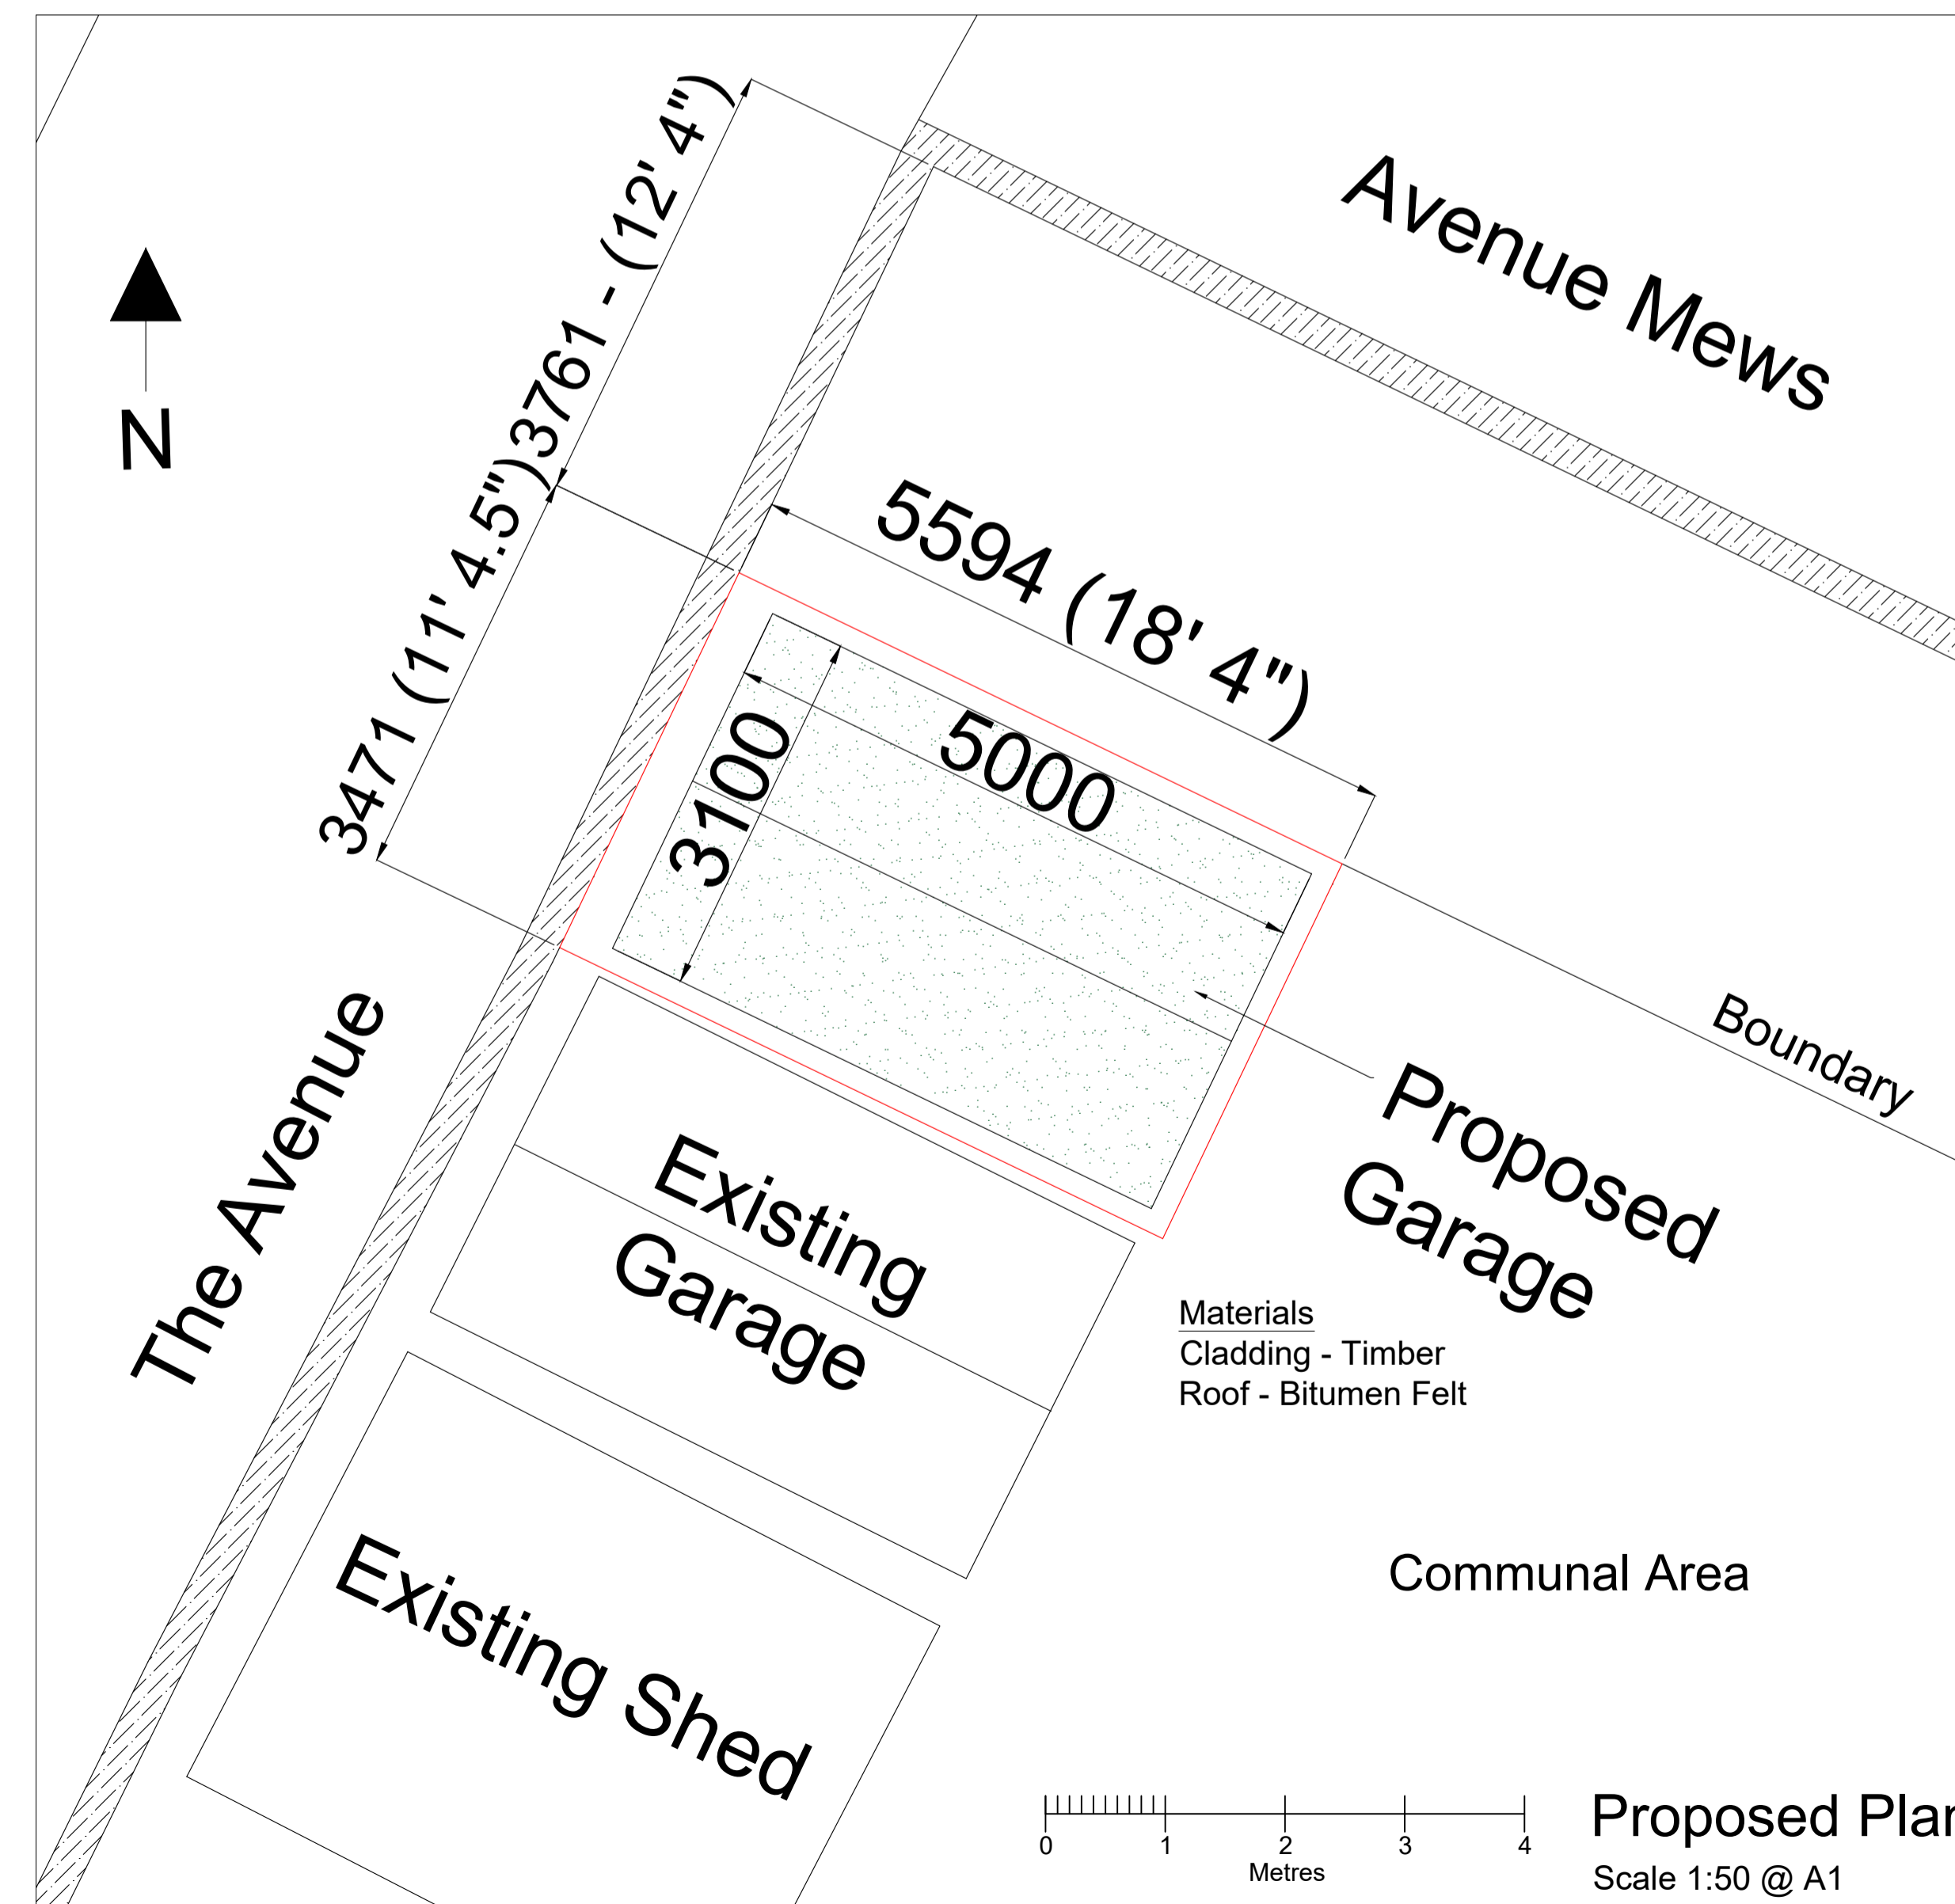 Avenue Mews
3761 - (12' 4")
N
3471 (11' 4.5")
5594 (18' 4")
5000
3100
Boundary
The Avenue
Proposed
Garage
Existing
Garage
Materials
Cladding - Timber
Roof - Bitumen Felt
Existing Shed
Communal Area
0 1 2 3 4
Metres
Proposed Plan
Scale 1:50 @ A1